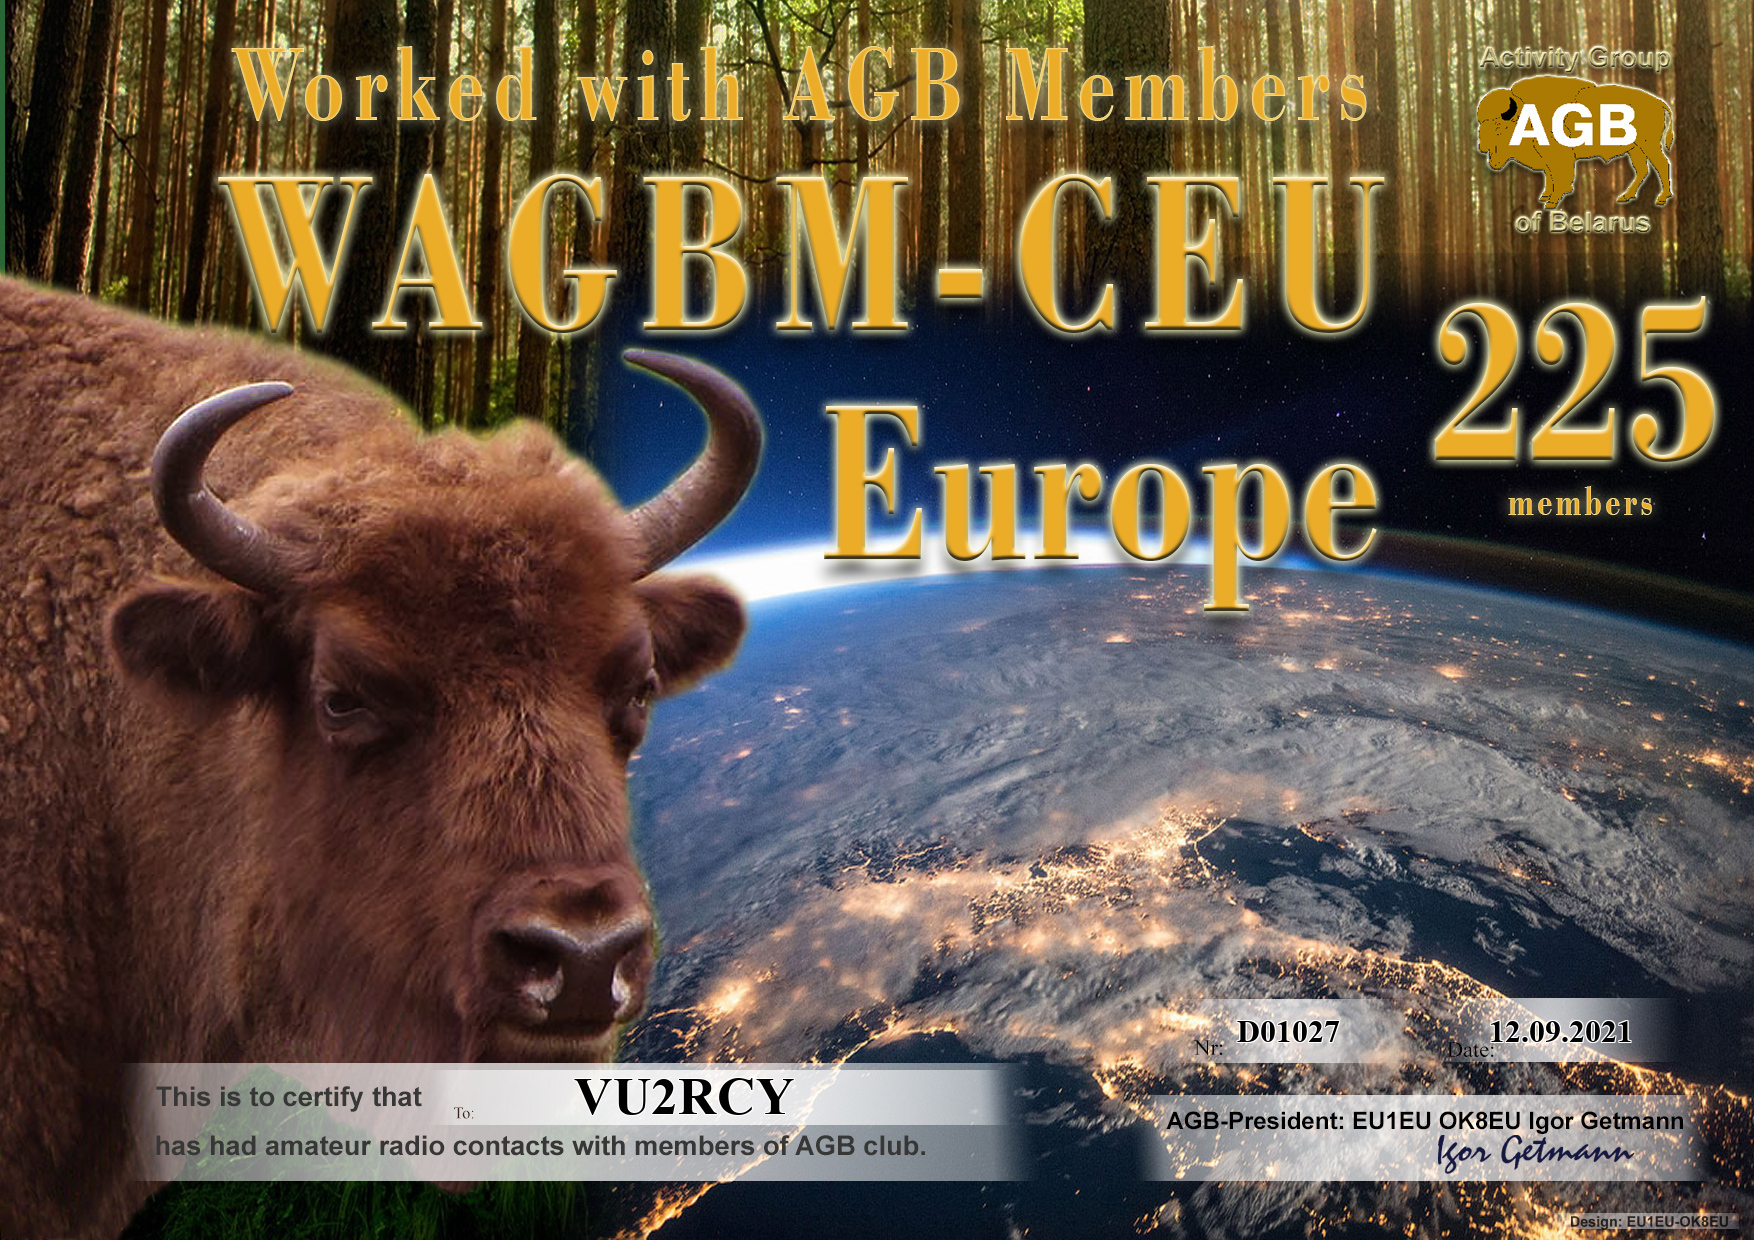 Worked with AGB Members
WAGBM-CEU
Europe
Activity Group
AGB
of Belarus
225
members
Nr: D01027
Date: 12.09.2021
This is to certify that To: VU2RCY
has had amateur radio contacts with members of AGB club.
AGB-President: EU1EU OK8EU Igor Getmann
Igor Getmann
Design: EU1EU-OK8EU